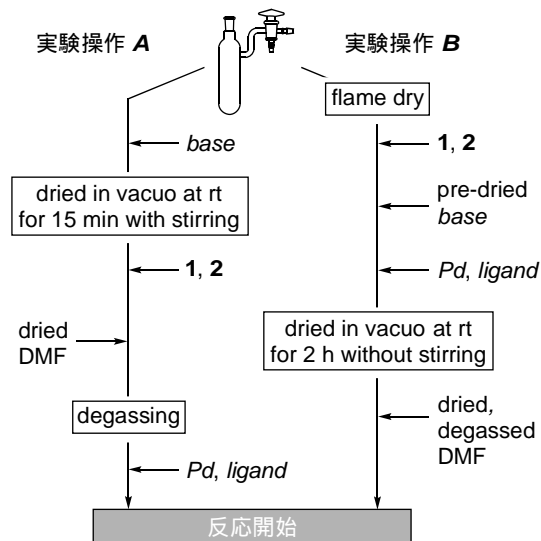 実験操作 A
実験操作 B
base
dried in vacuo at rt
for 15 min with stirring
1, 2
dried
DMF
degassing
Pd, ligand
flame dry
1, 2
pre-dried
base
Pd, ligand
dried in vacuo at rt
for 2 h without stirring
dried,
degassed
DMF
反応開始